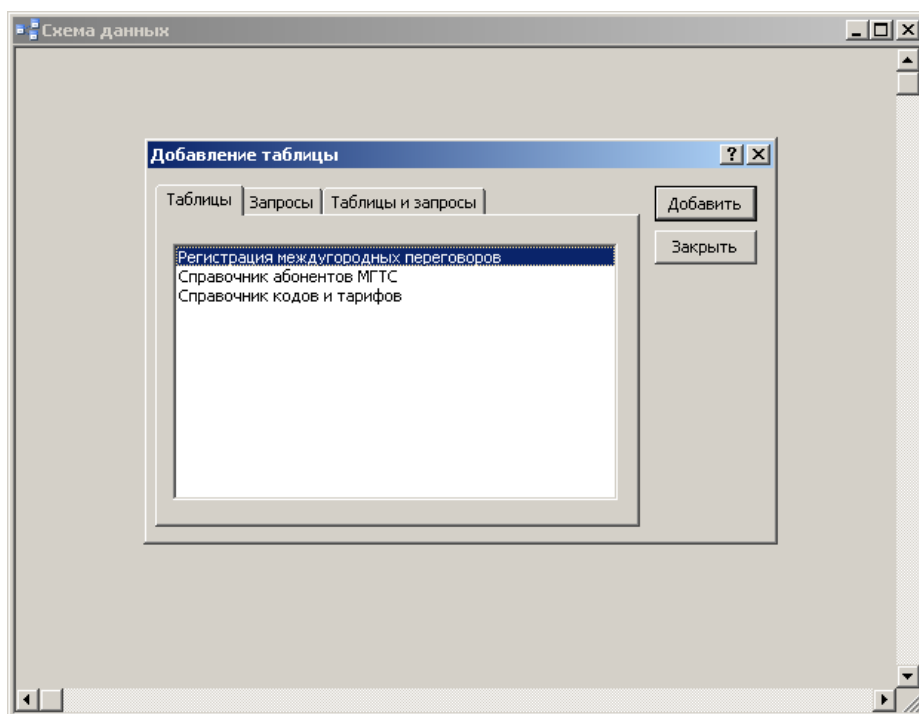 Схема данных
Добавление таблицы
Таблицы
Запросы
Таблицы и запросы
Добавить
Закрыть
Регистрация междугородных переговоров
Справочник абонентов МГТС
Справочник кодов и тарифов